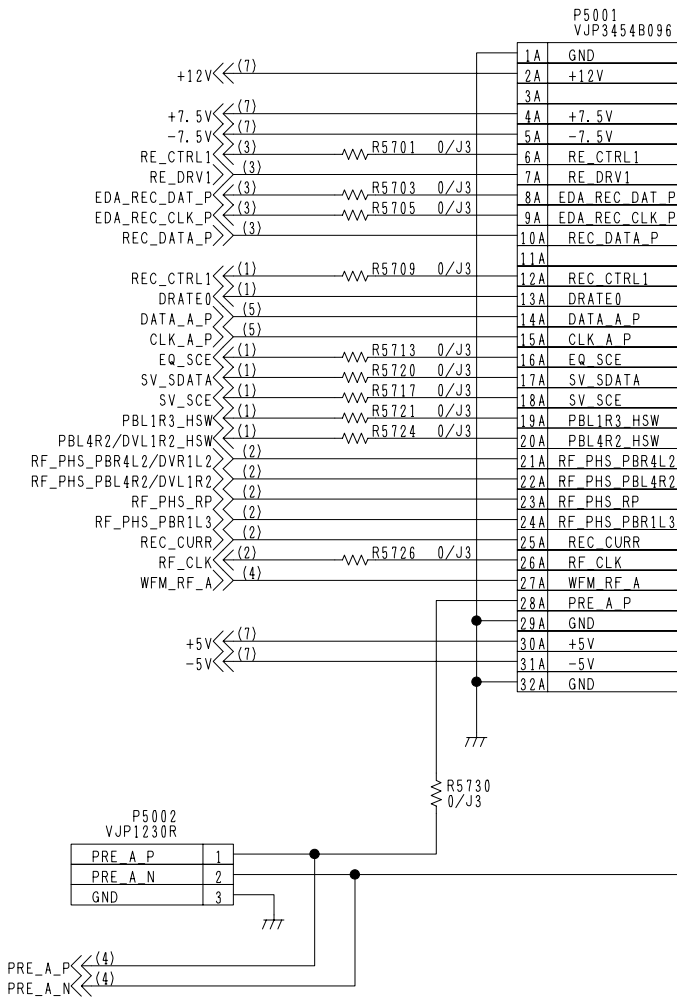 P5001
VJP3454B096
1A GND
+12V (7) 2A +12V
3A
+7.5V (7) 4A +7.5V
-7.5V (7) 5A -7.5V
RE_CTRL1 (3) R5701 0/J3 6A RE_CTRL1
RE_DRV1 (3) 7A RE_DRV1
EDA_REC_DAT_P (3) R5703 0/J3 8A EDA_REC_DAT_P
EDA_REC_CLK_P (3) R5705 0/J3 9A EDA_REC_CLK_P
REC_DATA_P (3) 10A REC_DATA_P
11A
REC_CTRL1 (1) R5709 0/J3 12A REC_CTRL1
DRATE0 (1) 13A DRATE0
DATA_A_P (5) 14A DATA_A_P
CLK_A_P (5) 15A CLK_A_P
EQ_SCE (1) R5713 0/J3 16A EQ_SCE
SV_SDATA (1) R5720 0/J3 17A SV_SDATA
SV_SCE (1) R5717 0/J3 18A SV_SCE
PBL1R3_HSW (1) R5721 0/J3 19A PBL1R3_HSW
PBL4R2/DVL1R2_HSW (1) R5724 0/J3 20A PBL4R2_HSW
RF_PHS_PBR4L2/DVR1L2 (2) 21A RF_PHS_PBR4L2
RF_PHS_PBL4R2/DVL1R2 (2) 22A RF_PHS_PBL4R2
RF_PHS_RP (2) 23A RF_PHS_RP
RF_PHS_PBR1L3 (2) 24A RF_PHS_PBR1L3
REC_CURR (2) 25A REC_CURR
RF_CLK (2) R5726 0/J3 26A RF_CLK
WFM_RF_A (4) 27A WFM_RF_A
28A PRE_A_P
29A GND
+5V (7) 30A +5V
-5V (7) 31A -5V
32A GND
R5730
0/J3
P5002
VJP1230R
PRE_A_P 1
PRE_A_N 2
GND 3
PRE_A_P (4)
PRE_A_N (4)